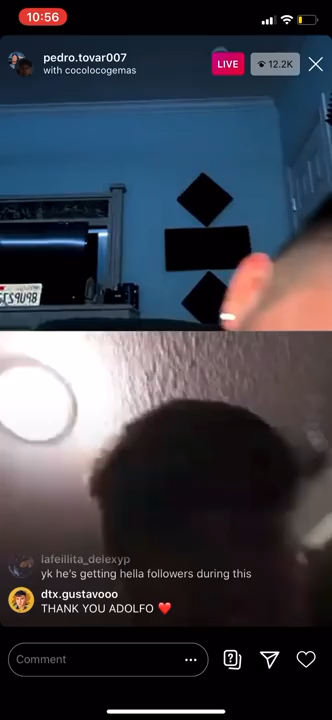 10:56
pedro.tovar007
with cocolocogemas
LIVE
12.2K
lafeillita_delexyp
yk he's getting hella followers during this
dtx.gustavooo
THANK YOU ADOLFO ❤️
Comment